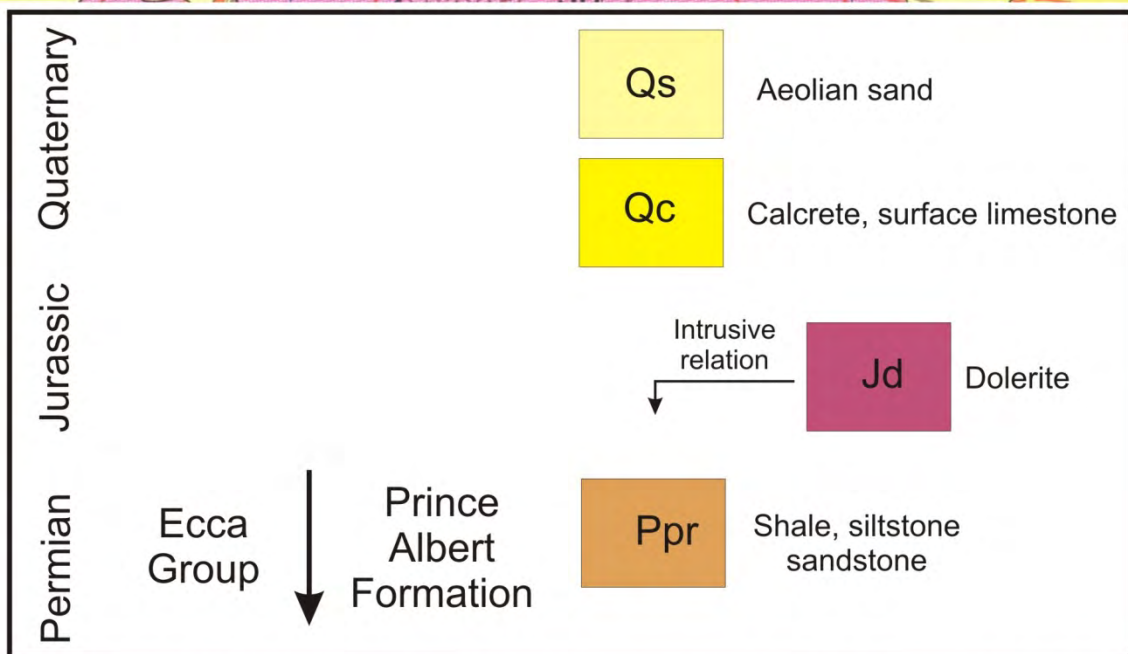 Quaternary
Qs
Aeolian sand
Qc
Calcrete, surface limestone
Jurassic
Intrusive
relation
Jd
Dolerite
Permian
Ecca
Group
Prince
Albert
Formation
Ppr
Shale, siltstone
sandstone